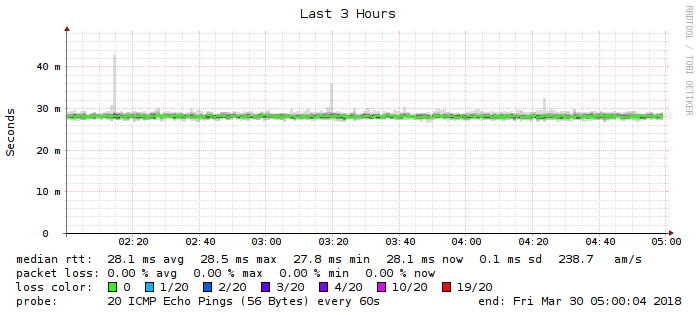 Last 3 Hours
RRDTOOL / TOBI OETIKER
Seconds
40 m
30 m
20 m
10 m
0
02:20 02:40 03:00 03:20 03:40 04:00 04:20 04:40 05:00
median rtt: 28.1 ms avg 28.5 ms max 27.8 ms min 28.1 ms now 0.1 ms sd 238.7 am/s
packet loss: 0.00 % avg 0.00 % max 0.00 % min 0.00 % now
loss color: 0 1/20 2/20 3/20 4/20 10/20 19/20
probe: 20 ICMP Echo Pings (56 Bytes) every 60s end: Fri Mar 30 05:00:04 2018